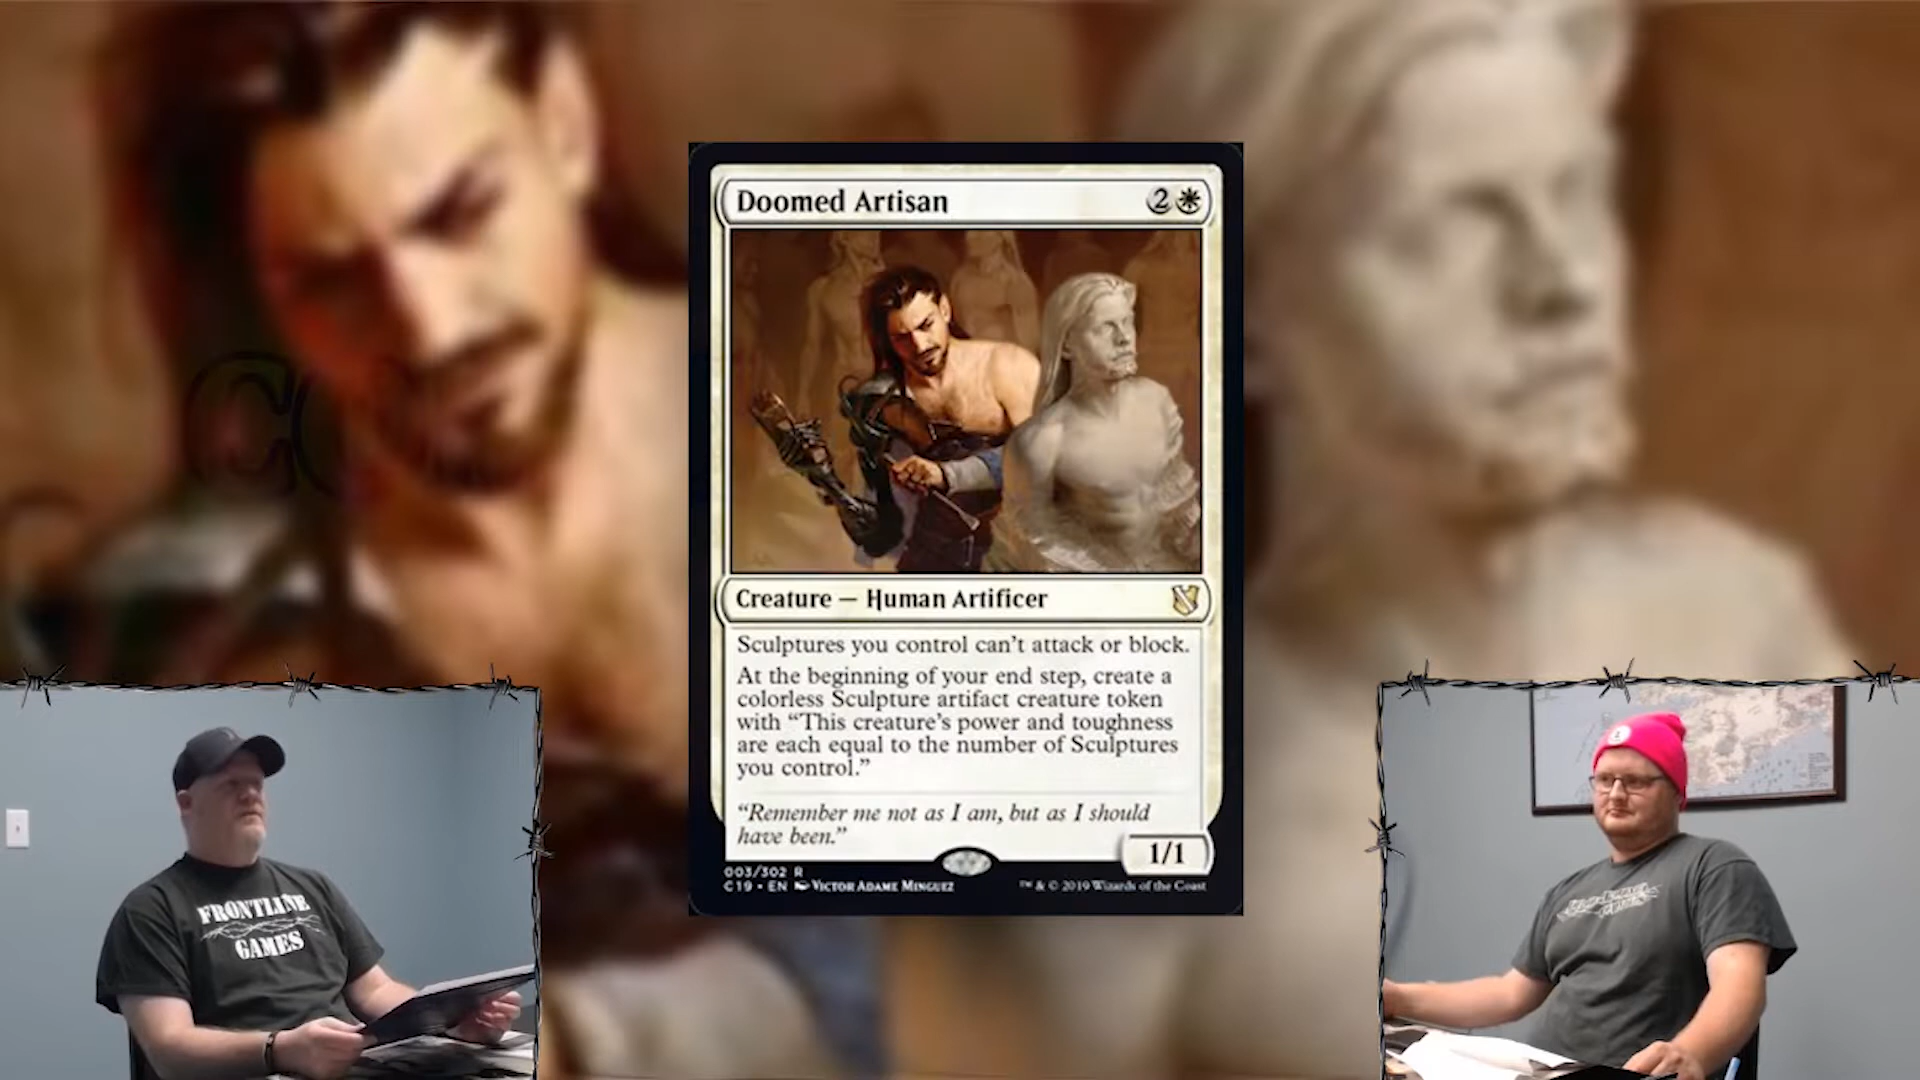 Doomed Artisan
2
Creature — Human Artificer
Sculptures you control can't attack or block.
At the beginning of your end step, create a
colorless Sculpture artifact creature token
with “This creature's power and toughness
are each equal to the number of Sculptures
you control.”
“Remember me not as I am, but as I should
have been.”
1/1
003/302 R
C19 • EN Victor Adame Minguez
™ & © 2019 Wizards of the Coast
FRONTLINE
GAMES